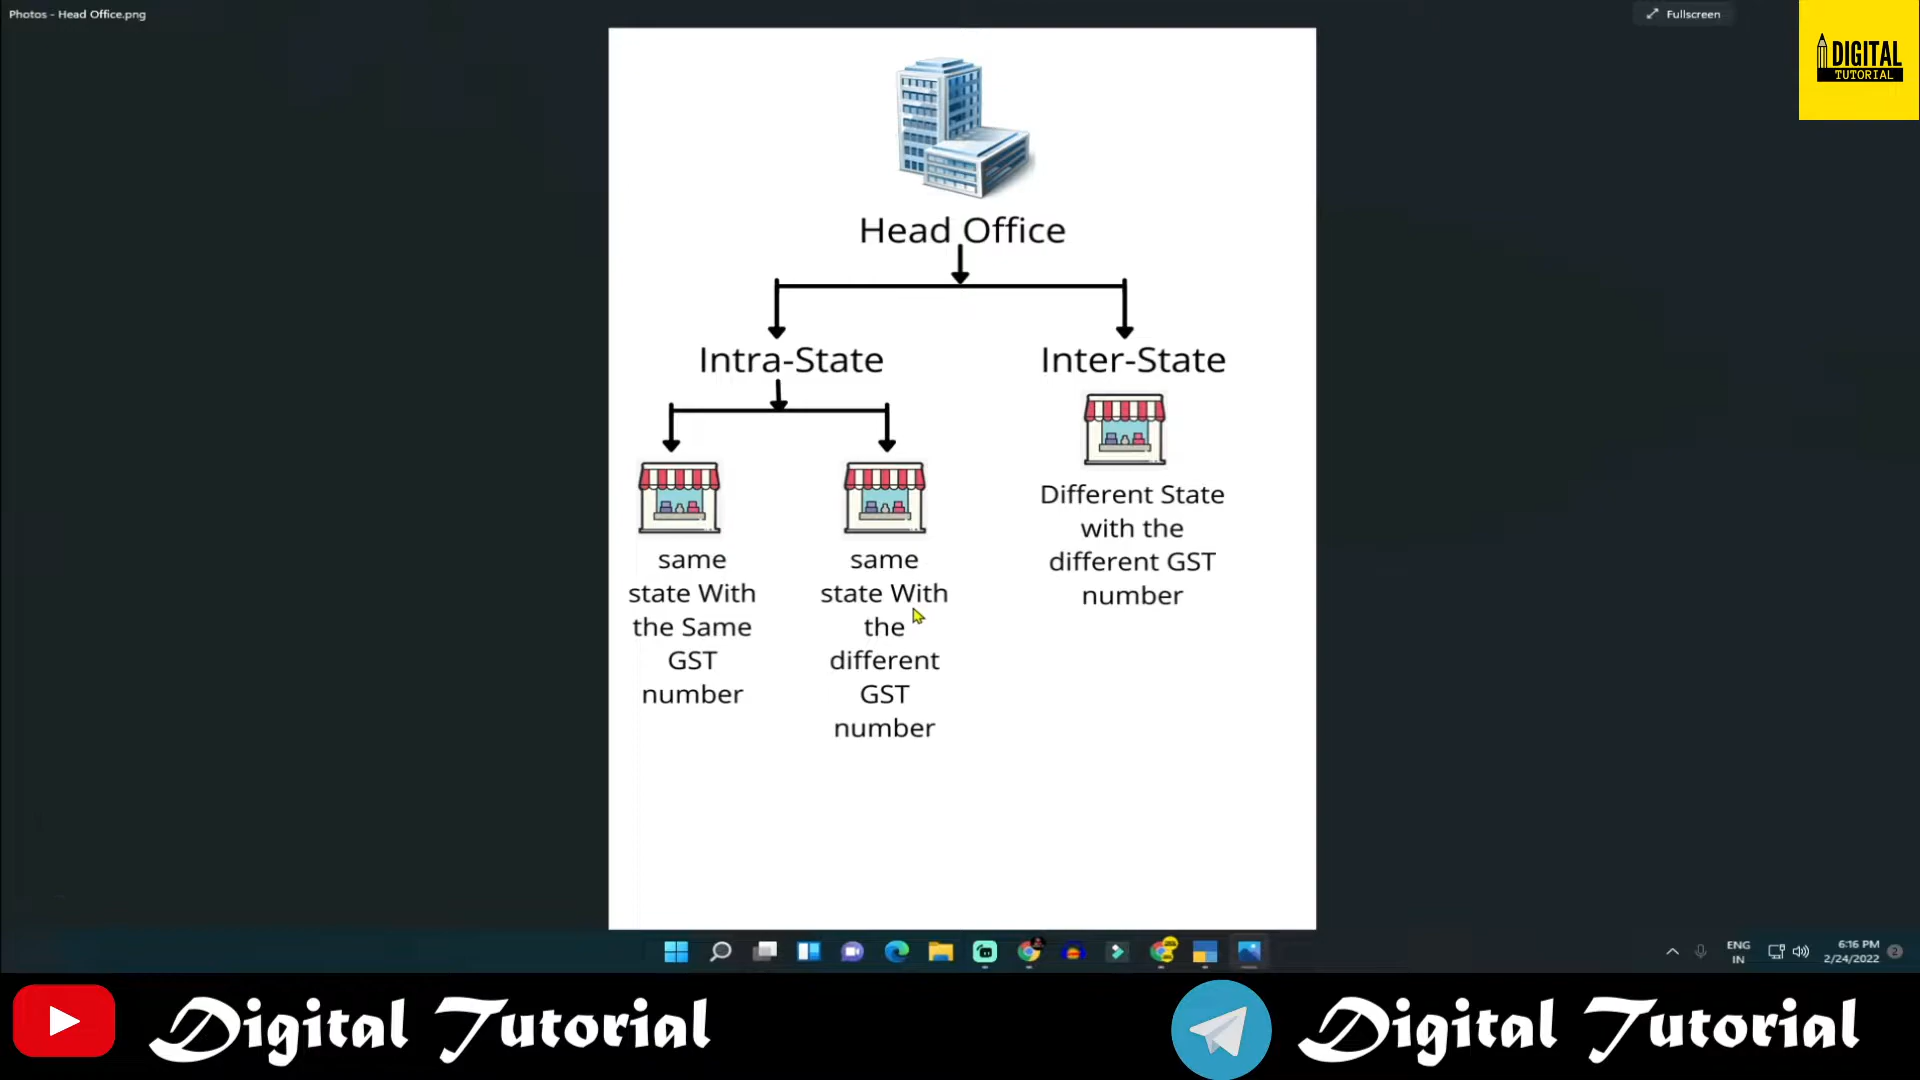 Photos - Head Office.png
Fullscreen
DIGITAL
TUTORIAL
Head Office
Intra-State
Inter-State
same
state With
the Same
GST
number
same
state With
the
different
GST
number
Different State
with the
different GST
number
ENG
IN
6:16 PM
2/24/2022
2
Digital Tutorial
Digital Tutorial